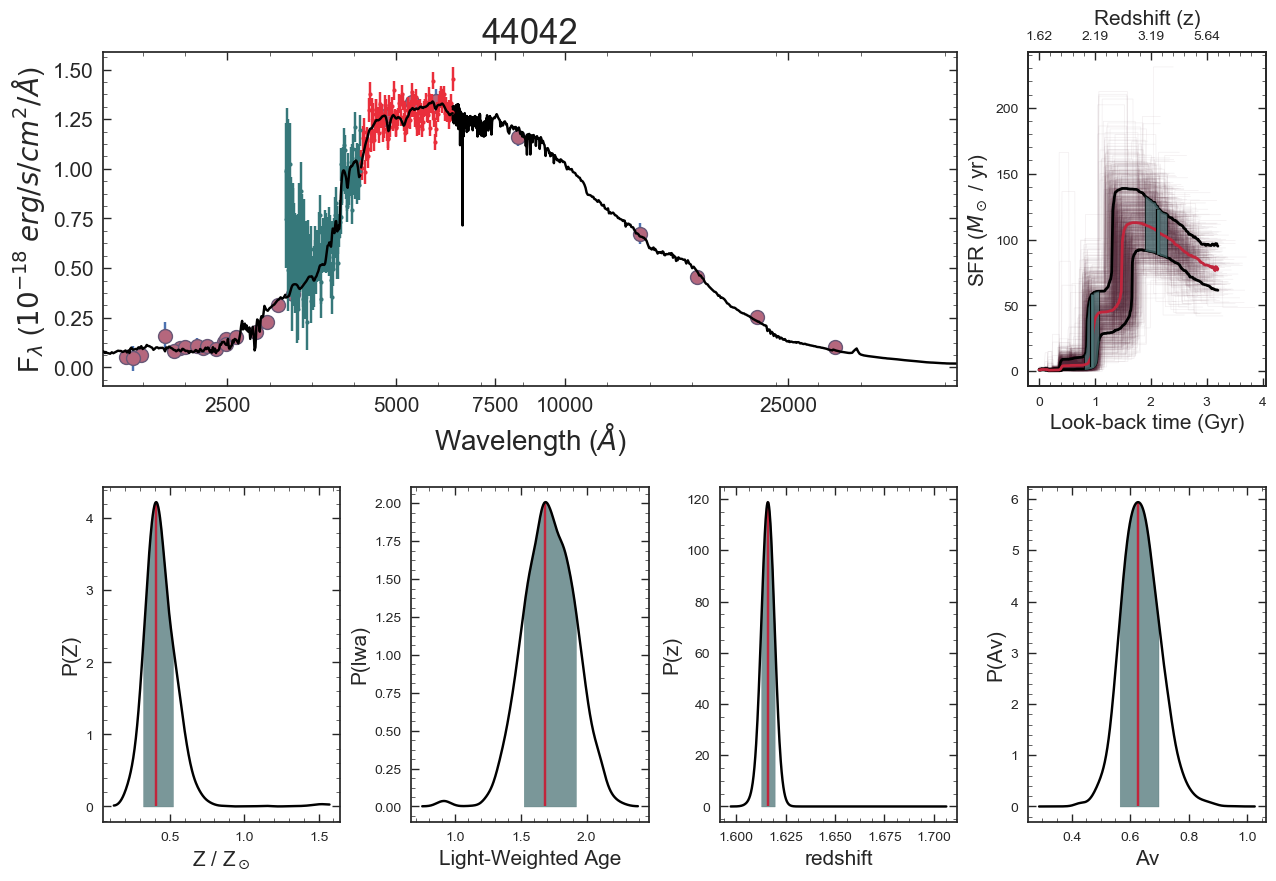 44042
Redshift (z)
1.62 2.19 3.19 5.64
F_λ (10^{-18} erg/s/cm^2/Å)
1.50
1.25
1.00
0.75
0.50
0.25
0.00
2500 5000 7500 10000 25000
Wavelength (Å)
SFR (M_⊙ / yr)
200
150
100
50
0
0 1 2 3 4
Look-back time (Gyr)
P(Z)
4
3
2
1
0
0.5 1.0 1.5
Z / Z_⊙
P(lwa)
2.00
1.75
1.50
1.25
1.00
0.75
0.50
0.25
0.00
1.0 1.5 2.0
Light-Weighted Age
P(z)
120
100
80
60
40
20
0
1.600 1.625 1.650 1.675 1.700
redshift
P(Av)
6
5
4
3
2
1
0
0.4 0.6 0.8 1.0
Av